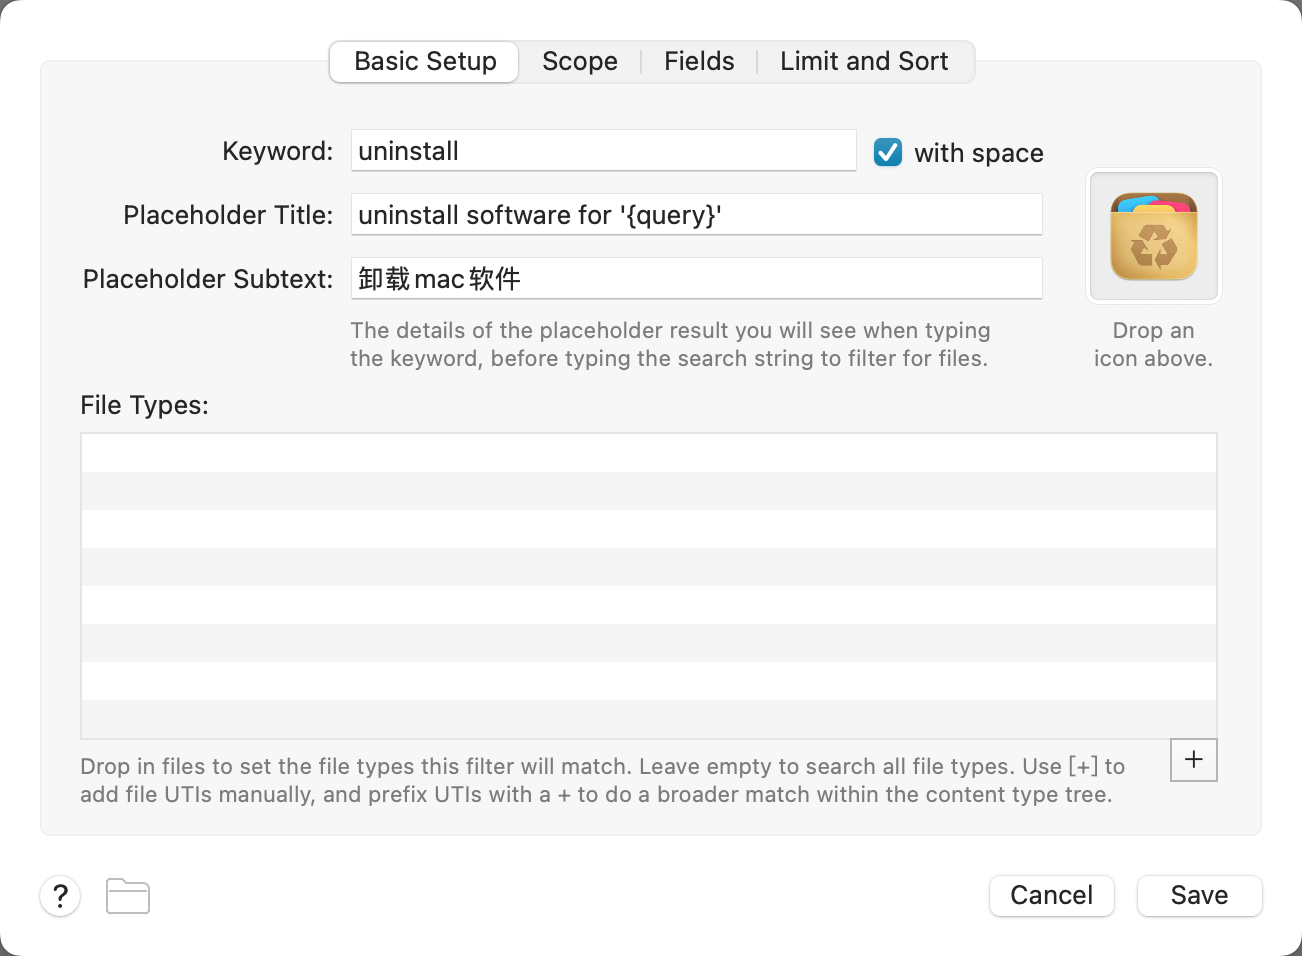 Basic Setup Scope Fields Limit and Sort
Keyword: uninstall with space
Placeholder Title: uninstall software for '{query}'
Placeholder Subtext: 卸载mac软件
The details of the placeholder result you will see when typing
the keyword, before typing the search string to filter for files.
Drop an
icon above.
File Types:
+
Drop in files to set the file types this filter will match. Leave empty to search all file types. Use [+] to
add file UTIs manually, and prefix UTIs with a + to do a broader match within the content type tree.
? Cancel Save